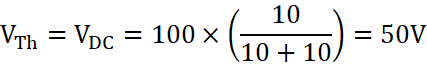 V_Th = V_DC = 100 × (10/(10 + 10)) = 50V